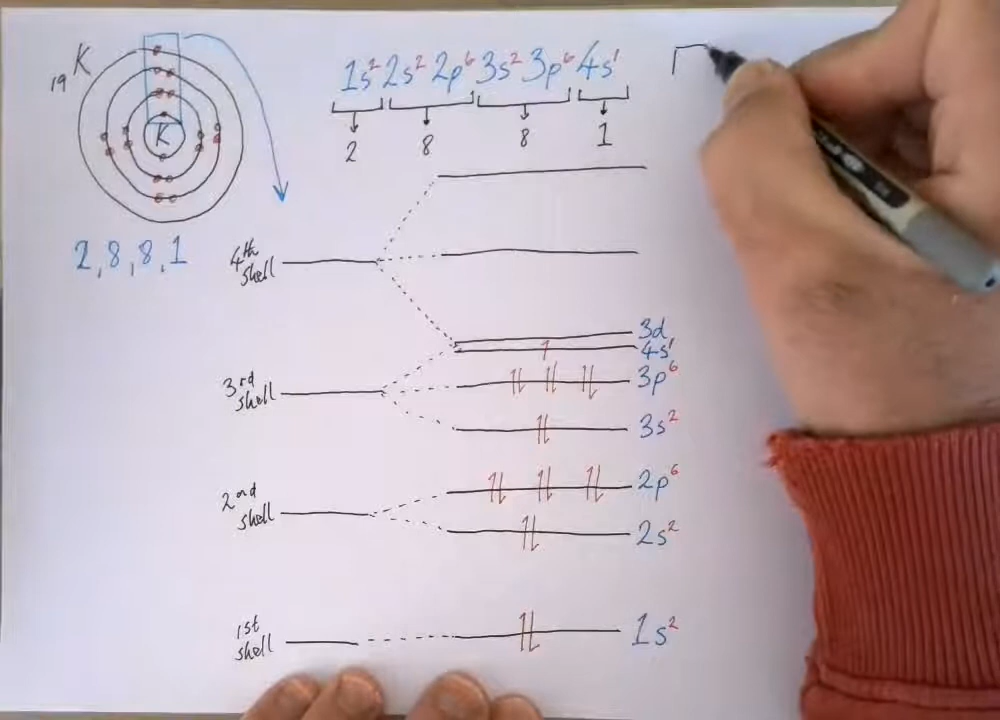 19 K
K
2,8,8,1
1s² 2s² 2p⁶ 3s² 3p⁶ 4s¹
2 8 8 1
4th shell
3d
4s¹
3rd shell
3p⁶
3s²
2nd shell
2p⁶
2s²
1st shell
1s²